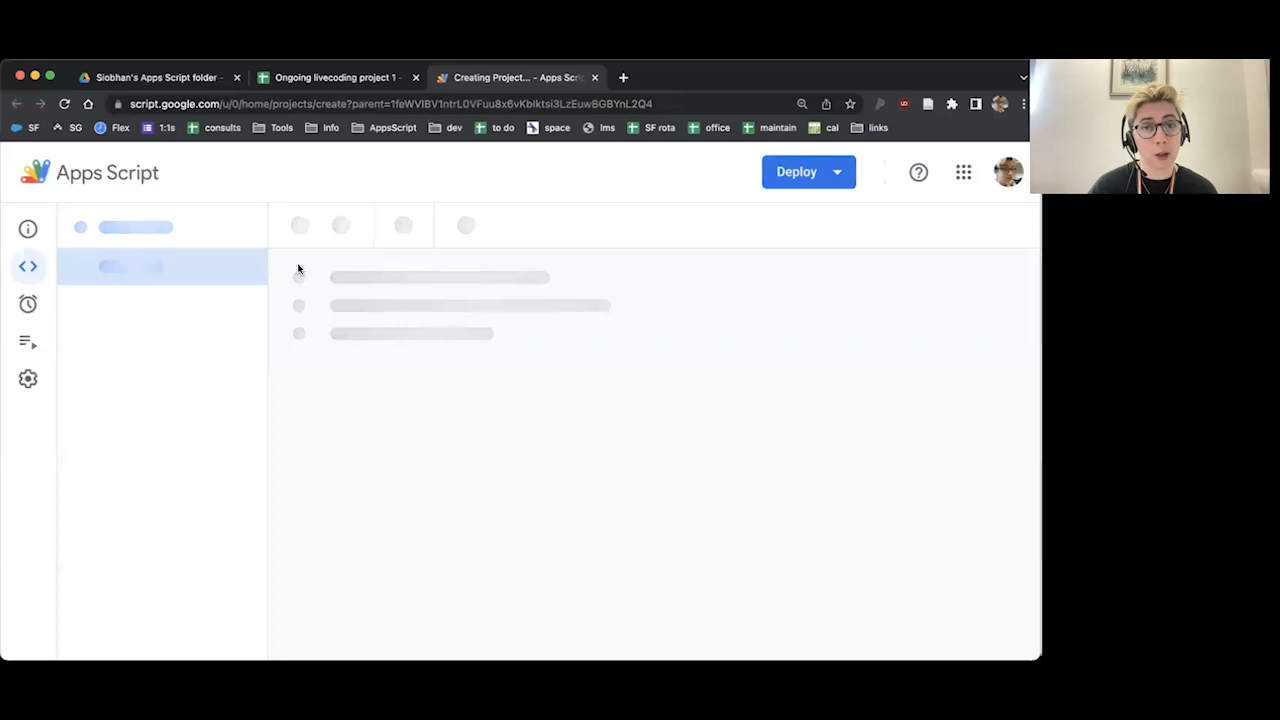 Siobhan's Apps Script folder -
Ongoing livecoding project 1 -
Creating Project... - Apps Scri
script.google.com/u/0/home/projects/create?parent=1feWVIBV1ntrL0VFuu8x6vKbIktsi3LzEuwBGBYnL2Q4
SF SG Flex 1:1s consults Tools Info AppsScript dev to do space lms SF rota office maintain cal links
Apps Script
Deploy